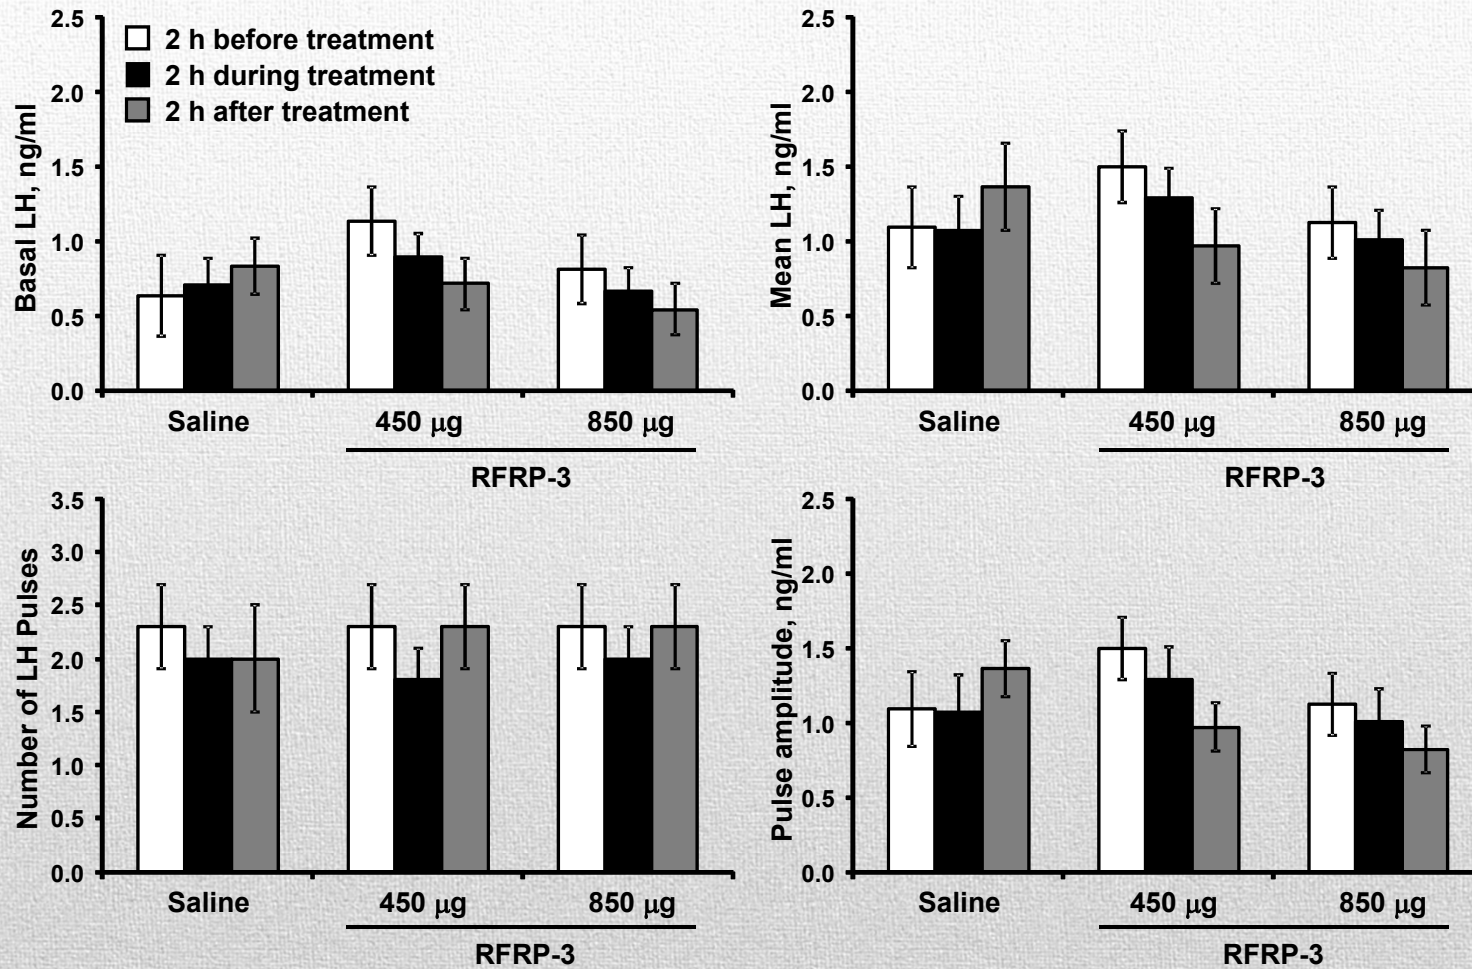 Basal LH, ng/ml
2.5
2.0
1.5
1.0
0.5
0.0
2 h before treatment
2 h during treatment
2 h after treatment
Saline
450 μg
850 μg
RFRP-3
Mean LH, ng/ml
2.5
2.0
1.5
1.0
0.5
0.0
Saline
450 μg
850 μg
RFRP-3
Number of LH Pulses
3.5
3.0
2.5
2.0
1.5
1.0
0.5
0.0
Saline
450 μg
850 μg
RFRP-3
Pulse amplitude, ng/ml
2.5
2.0
1.5
1.0
0.5
0.0
Saline
450 μg
850 μg
RFRP-3